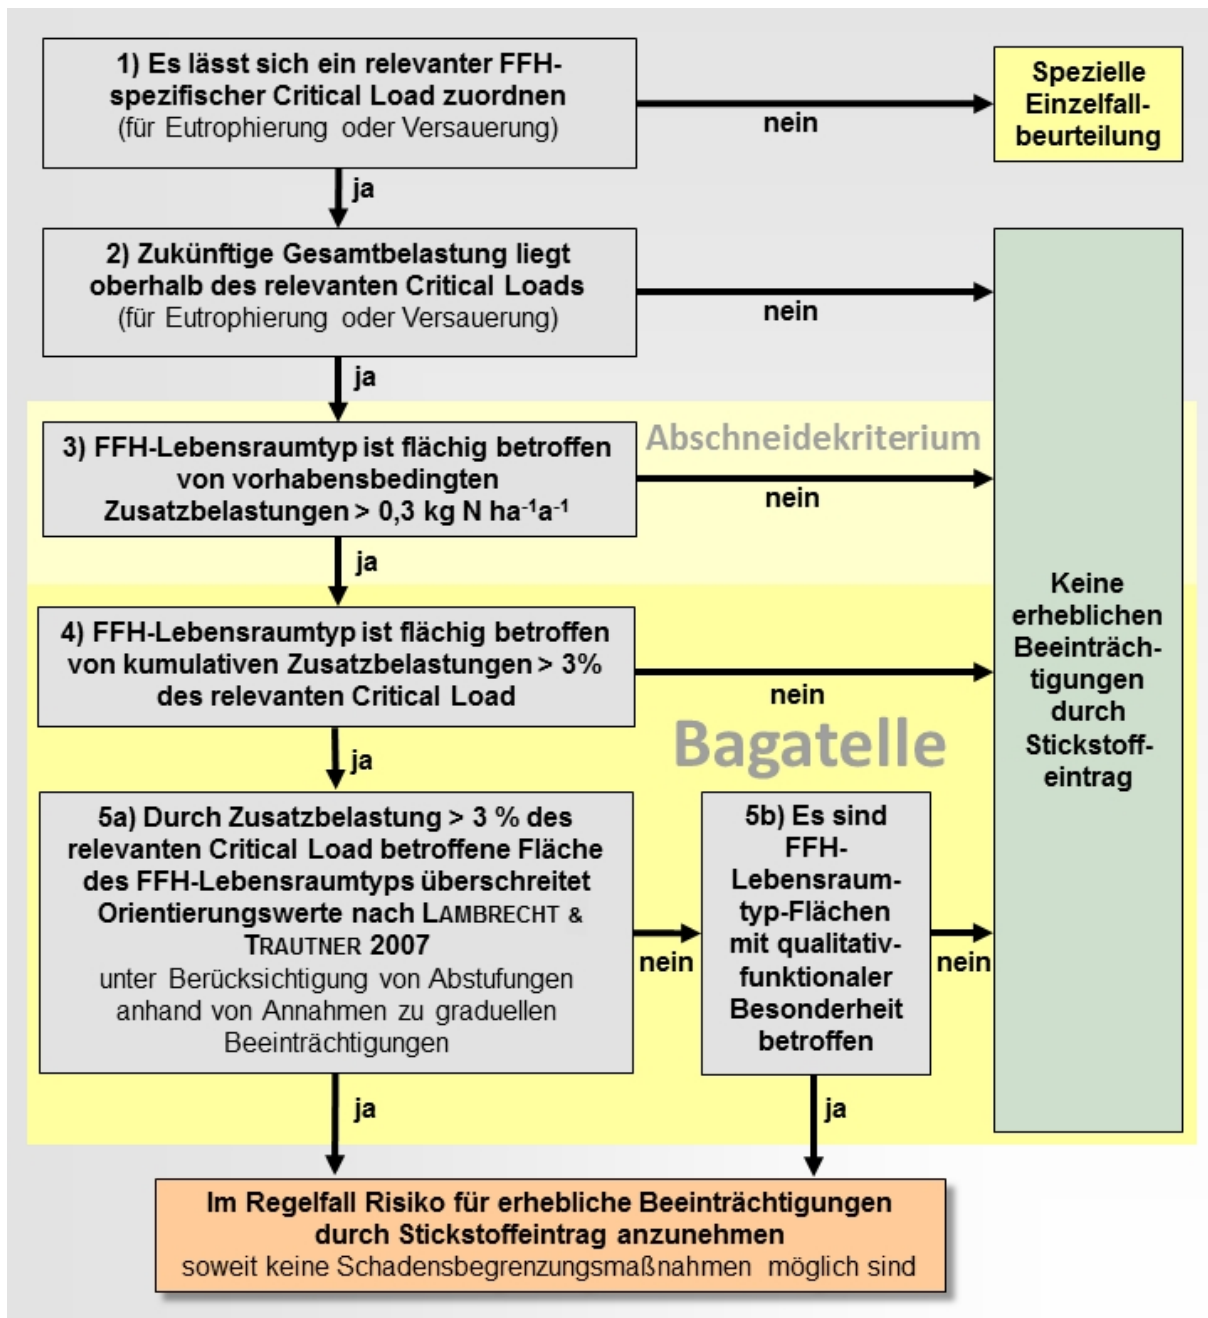 1) Es lässt sich ein relevanter FFH-
spezifischer Critical Load zuordnen
(für Eutrophierung oder Versauerung)
nein
Spezielle
Einzelfall-
beurteilung
ja
2) Zukünftige Gesamtbelastung liegt
oberhalb des relevanten Critical Loads
(für Eutrophierung oder Versauerung)
nein
ja
3) FFH-Lebensraumtyp ist flächig betroffen
von vorhabensbedingten
Zusatzbelastungen > 0,3 kg N ha⁻¹a⁻¹
Abschneidekriterium
nein
ja
4) FFH-Lebensraumtyp ist flächig betroffen
von kumulativen Zusatzbelastungen > 3%
des relevanten Critical Load
nein
Bagatelle
ja
5a) Durch Zusatzbelastung > 3 % des
relevanten Critical Load betroffene Fläche
des FFH-Lebensraumtyps überschreitet
Orientierungswerte nach LAMBRECHT &
TRAUTNER 2007
unter Berücksichtigung von Abstufungen
anhand von Annahmen zu graduellen
Beeinträchtigungen
nein
5b) Es sind
FFH-
Lebensraum-
typ-Flächen
mit qualitativ-
funktionaler
Besonderheit
betroffen
nein
Keine
erheblichen
Beeinträch-
tigungen
durch
Stickstoff-
eintrag
ja
ja
Im Regelfall Risiko für erhebliche Beeinträchtigungen
durch Stickstoffeintrag anzunehmen
soweit keine Schadensbegrenzungsmaßnahmen möglich sind